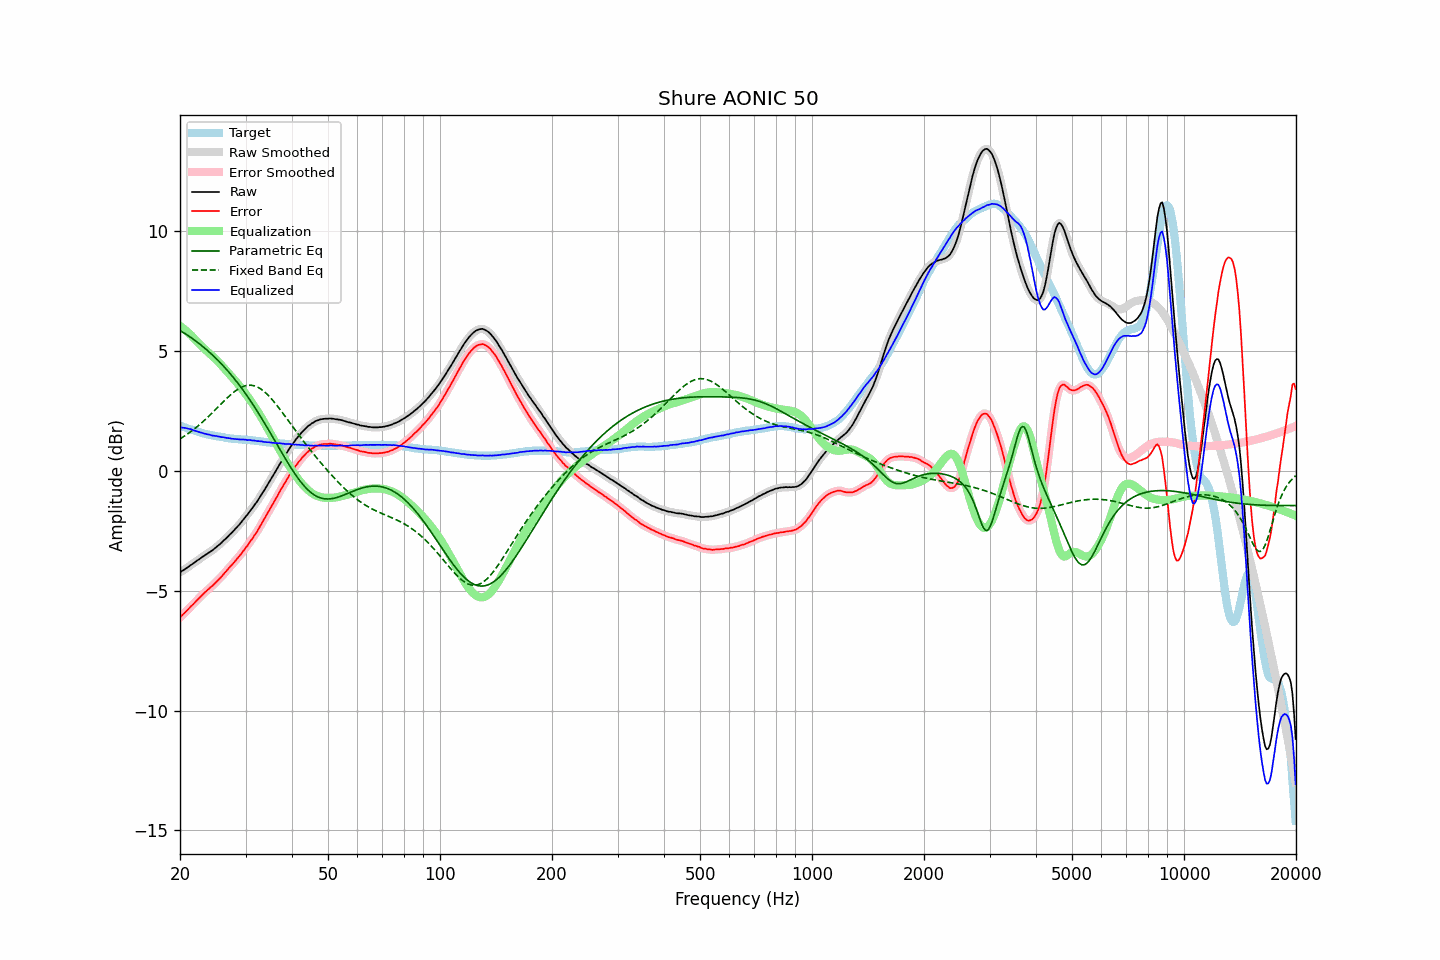 Shure AONIC 50
Target
Raw Smoothed
Error Smoothed
Raw
Error
Equalization
Parametric Eq
Fixed Band Eq
Equalized
10
5
0
−5
−10
−15
Amplitude (dBr)
20
50
100
200
500
1000
2000
5000
10000
20000
Frequency (Hz)